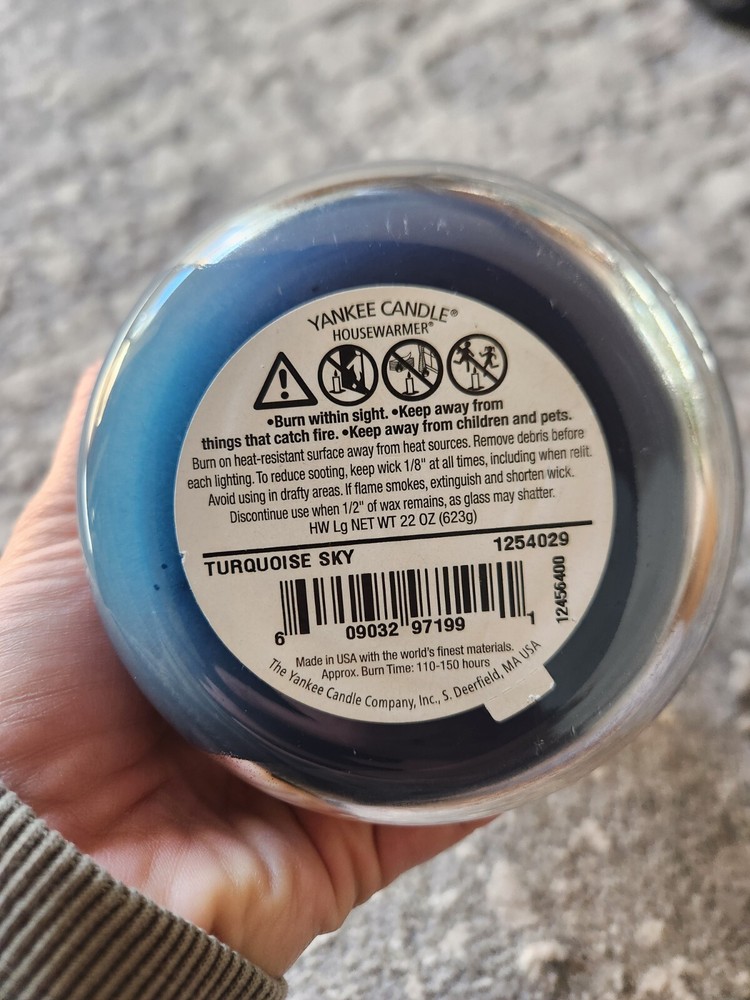 YANKEE CANDLE®
HOUSEWARMER®
•Burn within sight. •Keep away from
things that catch fire. •Keep away from children and pets.
Burn on heat-resistant surface away from heat sources. Remove debris before
each lighting. To reduce sooting, keep wick 1/8" at all times, including when relit.
Avoid using in drafty areas. If flame smokes, extinguish and shorten wick.
Discontinue use when 1/2" of wax remains, as glass may shatter.
HW Lg NET WT 22 OZ (623g)
TURQUOISE SKY 1254029
12456400
6 09032 97199 1
Made in USA with the world's finest materials.
Approx. Burn Time: 110-150 hours
The Yankee Candle Company, Inc., S. Deerfield, MA USA